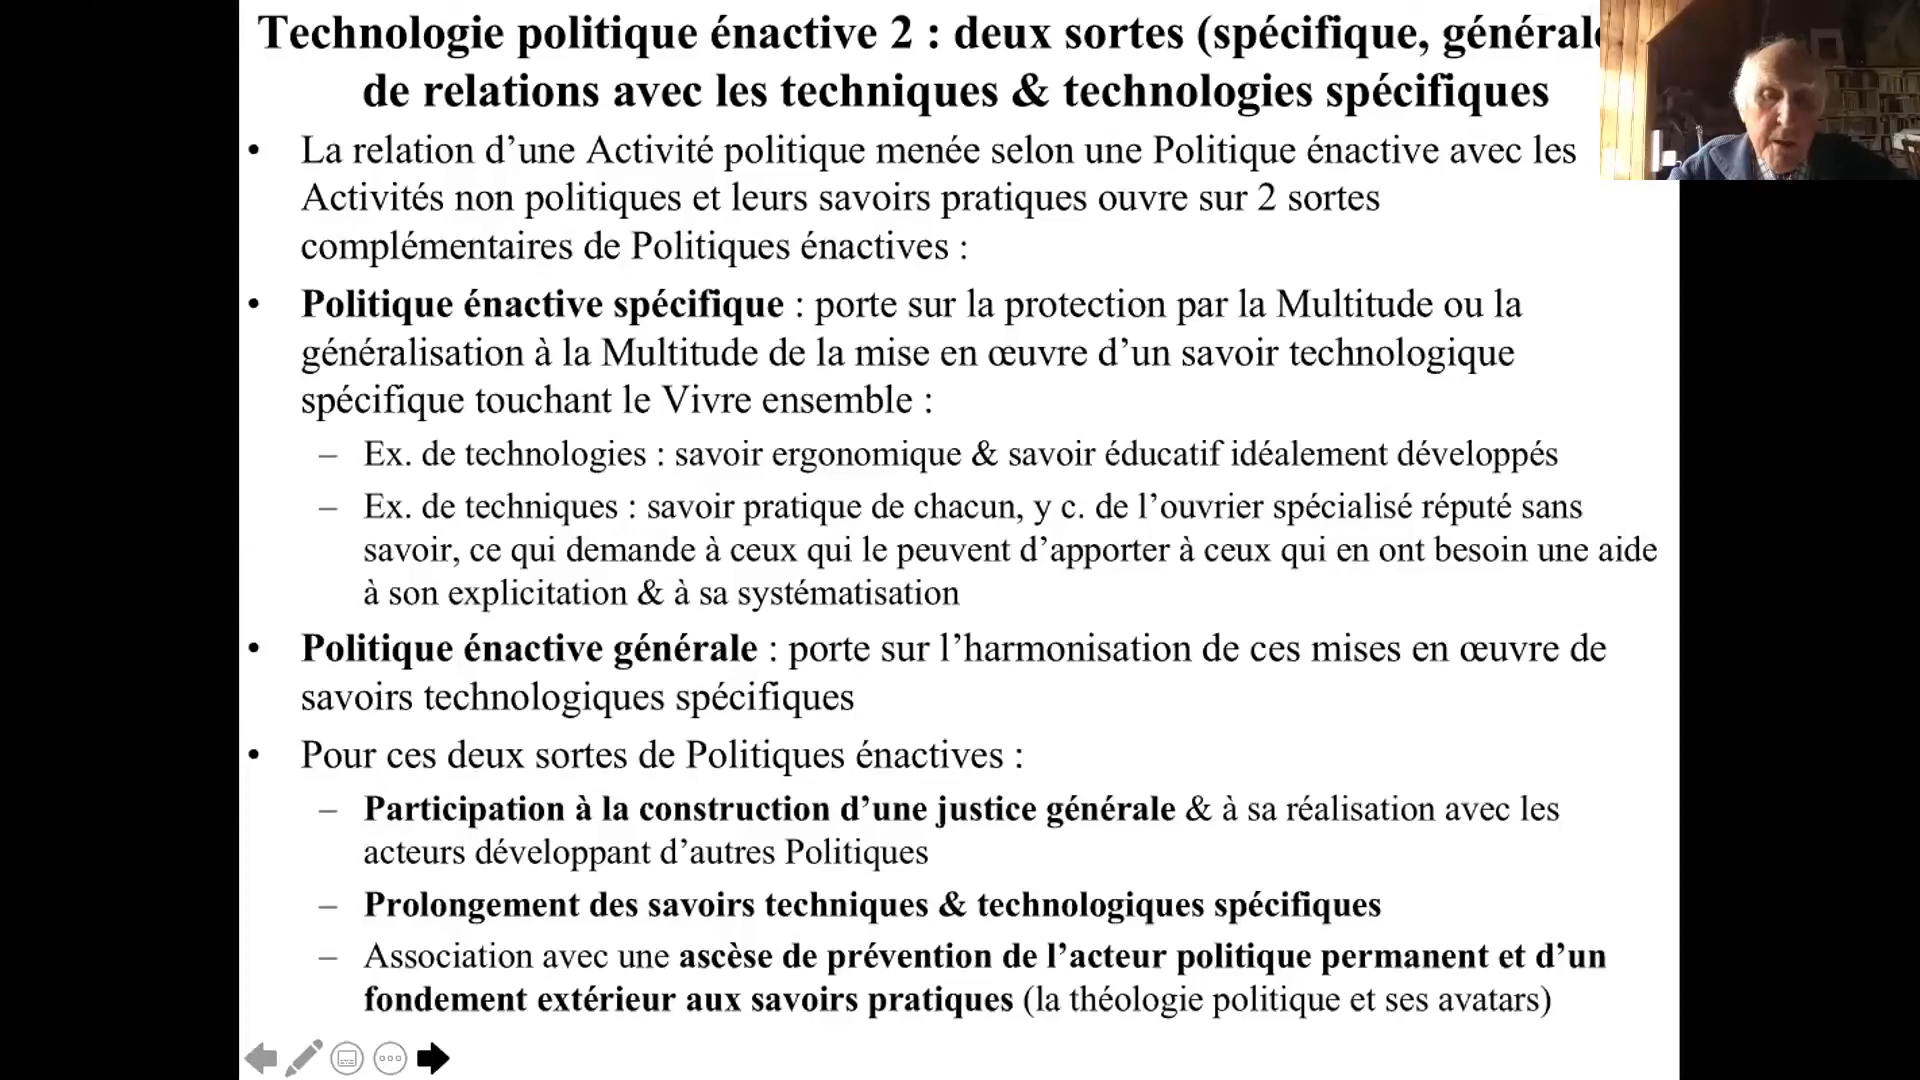 Technologie politique énactive 2 : deux sortes (spécifique, générale
de relations avec les techniques & technologies spécifiques
• La relation d’une Activité politique menée selon une Politique énactive avec les
Activités non politiques et leurs savoirs pratiques ouvre sur 2 sortes
complémentaires de Politiques énactives :
• Politique énactive spécifique : porte sur la protection par la Multitude ou la
généralisation à la Multitude de la mise en œuvre d’un savoir technologique
spécifique touchant le Vivre ensemble :
– Ex. de technologies : savoir ergonomique & savoir éducatif idéalement développés
– Ex. de techniques : savoir pratique de chacun, y c. de l’ouvrier spécialisé réputé sans
savoir, ce qui demande à ceux qui le peuvent d’apporter à ceux qui en ont besoin une aide
à son explicitation & à sa systématisation
• Politique énactive générale : porte sur l’harmonisation de ces mises en œuvre de
savoirs technologiques spécifiques
• Pour ces deux sortes de Politiques énactives :
– Participation à la construction d’une justice générale & à sa réalisation avec les
acteurs développant d’autres Politiques
– Prolongement des savoirs techniques & technologiques spécifiques
– Association avec une ascèse de prévention de l’acteur politique permanent et d’un
fondement extérieur aux savoirs pratiques (la théologie politique et ses avatars)